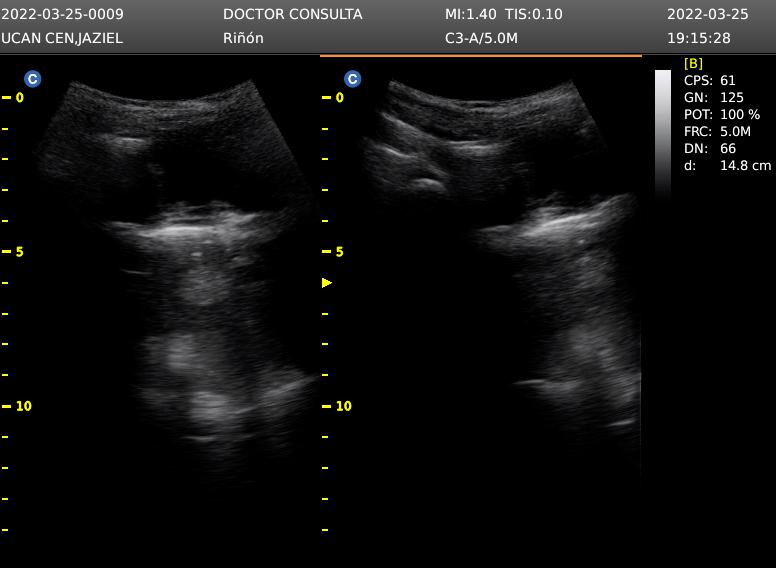 2022-03-25-0009 DOCTOR CONSULTA MI:1.40 TIS:0.10 2022-03-25
UCAN CEN,JAZIEL Riñón C3-A/5.0M 19:15:28
[B]
CPS: 61
GN: 125
POT: 100 %
FRC: 5.0M
DN: 66
d: 14.8 cm
C C
0 0
5 5
10 10